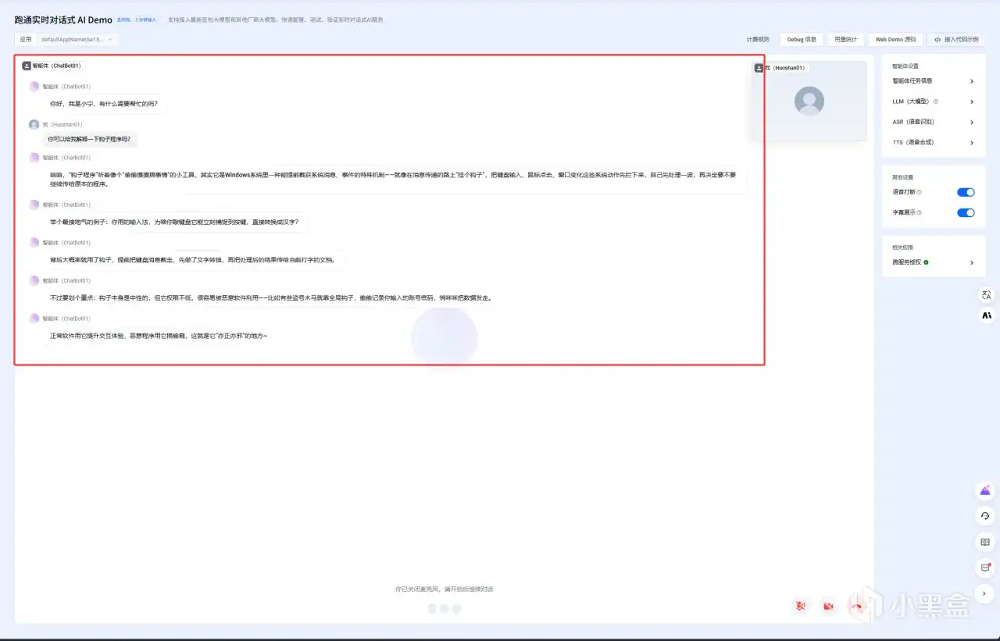 跑通实时对话式 AI Demo 无代码，3 分钟接入 支持接入最新豆包大模型和其他厂商大模型，快速配置、测试、验证实时对话式AI服务
应用 defaultAppName(6a15...
计费规则 Debug 信息 用量统计 Web Demo 源码 </> 接入代码示例
智能体（ChatBot01）
智能体（ChatBot01）
你好，我是小宁，有什么需要帮忙的吗？
我（Huoshan01）
你可以给我解释一下钩子程序吗？
智能体（ChatBot01）
哈哈，“钩子程序”听着像个“偷偷摸摸搞事情”的小工具，其实它是Windows系统里一种能提前截获系统消息、事件的特殊机制——就像在消息传递的路上“挂个钩子”，把键盘输入、鼠标点击、窗口变化这些系统动作先拦下来，自己先处理一波，再决定要不要
继续传给原本的程序。
智能体（ChatBot01）
举个最接地气的例子：你用的输入法，为啥你敲键盘它能立刻捕捉到按键，直接转换成汉字？
智能体（ChatBot01）
背后大概率就用了钩子，提前把键盘消息截走，先做了文字转换，再把处理后的结果传给当前打字的文档。
智能体（ChatBot01）
不过要划个重点：钩子本身是中性的，但它权限不低，很容易被恶意软件利用——比如有些盗号木马就靠全局钩子，偷偷记录你输入的账号密码，悄咪咪把数据发走。
智能体（ChatBot01）
正常软件用它提升交互体验，恶意程序用它搞偷窥，这就是它“亦正亦邪”的地方~
我（Huoshan01）
智能体设置
智能体任务信息
LLM（大模型）
ASR（语音识别）
TTS（语音合成）
其他设置
语音打断
字幕展示
相关权限
跨服务授权
你已关闭麦克风，请开启后继续对话
小黑盒